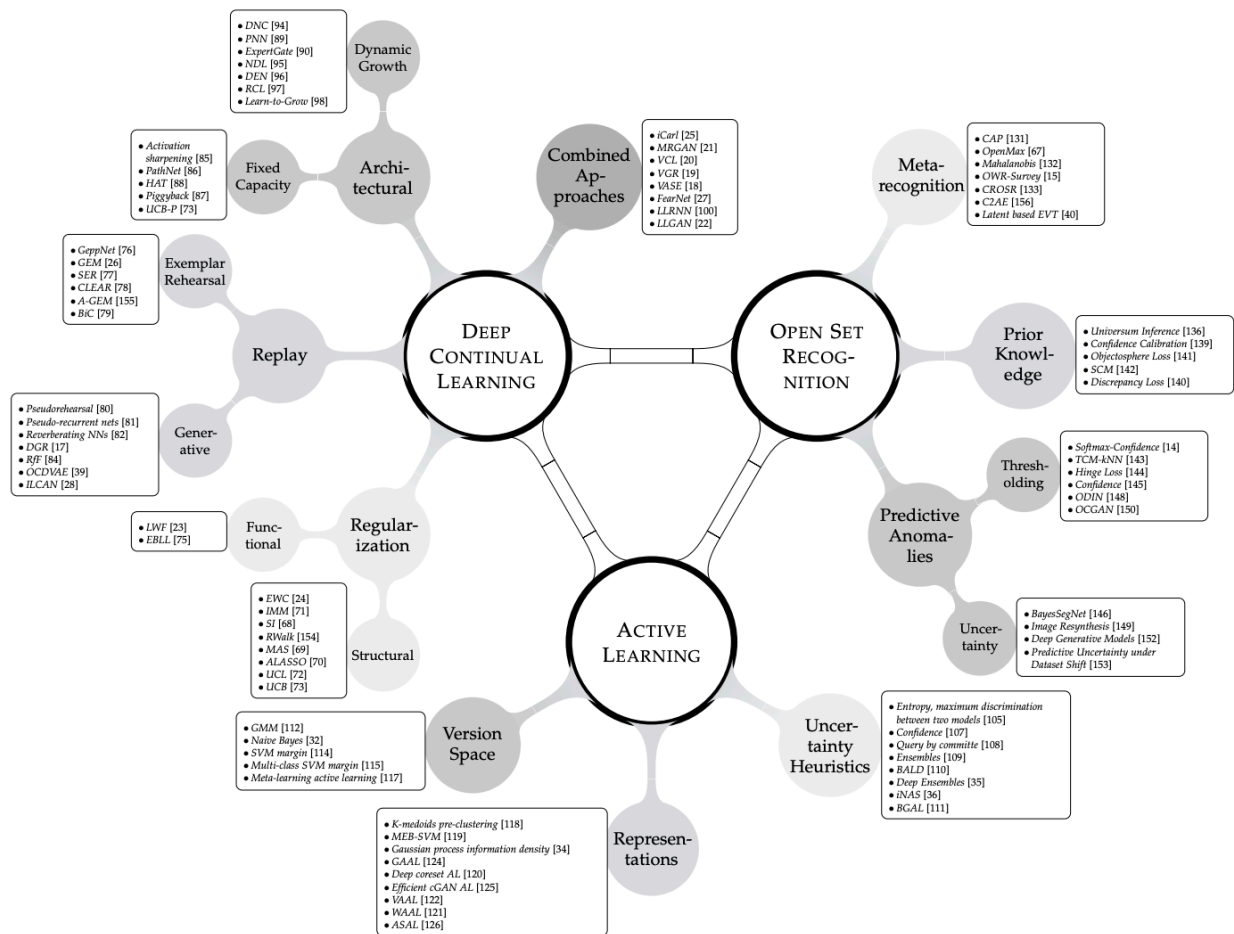 • DNC [94]
• PNN [89]
• ExpertGate [90]
• NDL [95]
• DEN [96]
• RCL [97]
• Learn-to-Grow [98]
Dynamic
Growth
• Activation
sharpening [85]
• PathNet [86]
• HAT [88]
• Piggyback [87]
• UCB-P [73]
Fixed
Capacity
Archi-
tectural
Combined
Ap-
proaches
• iCarl [25]
• MRGAN [21]
• VCL [20]
• VGR [19]
• VASE [18]
• FearNet [27]
• LLRNN [100]
• LLGAN [22]
Meta-
recognition
• CAP [131]
• OpenMax [67]
• Mahalanobis [132]
• OWR-Survey [15]
• CROSR [133]
• C2AE [156]
• Latent based EVT [40]
• GeppNet [76]
• GEM [26]
• SER [77]
• CLEAR [78]
• A-GEM [155]
• BiC [79]
Exemplar
Rehearsal
Replay
DEEP
CONTINUAL
LEARNING
OPEN SET
RECOG-
NITION
Prior
Knowl-
edge
• Universum Inference [136]
• Confidence Calibration [139]
• Objectosphere Loss [141]
• SCM [142]
• Discrepancy Loss [140]
• Pseudorehearsal [80]
• Pseudo-recurrent nets [81]
• Reverberating NNs [82]
• DGR [17]
• RfF [84]
• OCDVAE [39]
• ILCAN [28]
Gener-
ative
Thresh-
olding
• Softmax-Confidence [14]
• TCM-kNN [143]
• Hinge Loss [144]
• Confidence [145]
• ODIN [148]
• OCGAN [150]
• LWF [23]
• EBLL [75]
Func-
tional
Regular-
ization
Predictive
Anoma-
lies
• EWC [24]
• IMM [71]
• SI [68]
• RWalk [154]
• MAS [69]
• ALASSO [70]
• UCL [72]
• UCB [73]
Structural
ACTIVE
LEARNING
Uncer-
tainty
• BayesSegNet [146]
• Image Resynthesis [149]
• Deep Generative Models [152]
• Predictive Uncertainty under
Dataset Shift [153]
• GMM [112]
• Naive Bayes [32]
• SVM margin [114]
• Multi-class SVM margin [115]
• Meta-learning active learning [117]
Version
Space
Uncer-
tainty
Heuristics
• Entropy, maximum discrimination
between two models [105]
• Confidence [107]
• Query by committe [108]
• Ensembles [109]
• BALD [110]
• Deep Ensembles [35]
• iNAS [36]
• BGAL [111]
• K-medoids pre-clustering [118]
• MEB-SVM [119]
• Gaussian process information density [34]
• GAAL [124]
• Deep coreset AL [120]
• Efficient cGAN AL [125]
• VAAL [122]
• WAAL [121]
• ASAL [126]
Represen-
tations